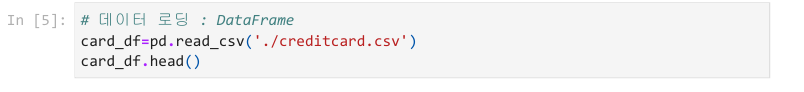 In [5]: # 데이터 로딩 : DataFrame
card_df=pd.read_csv('./creditcard.csv')
card_df.head()